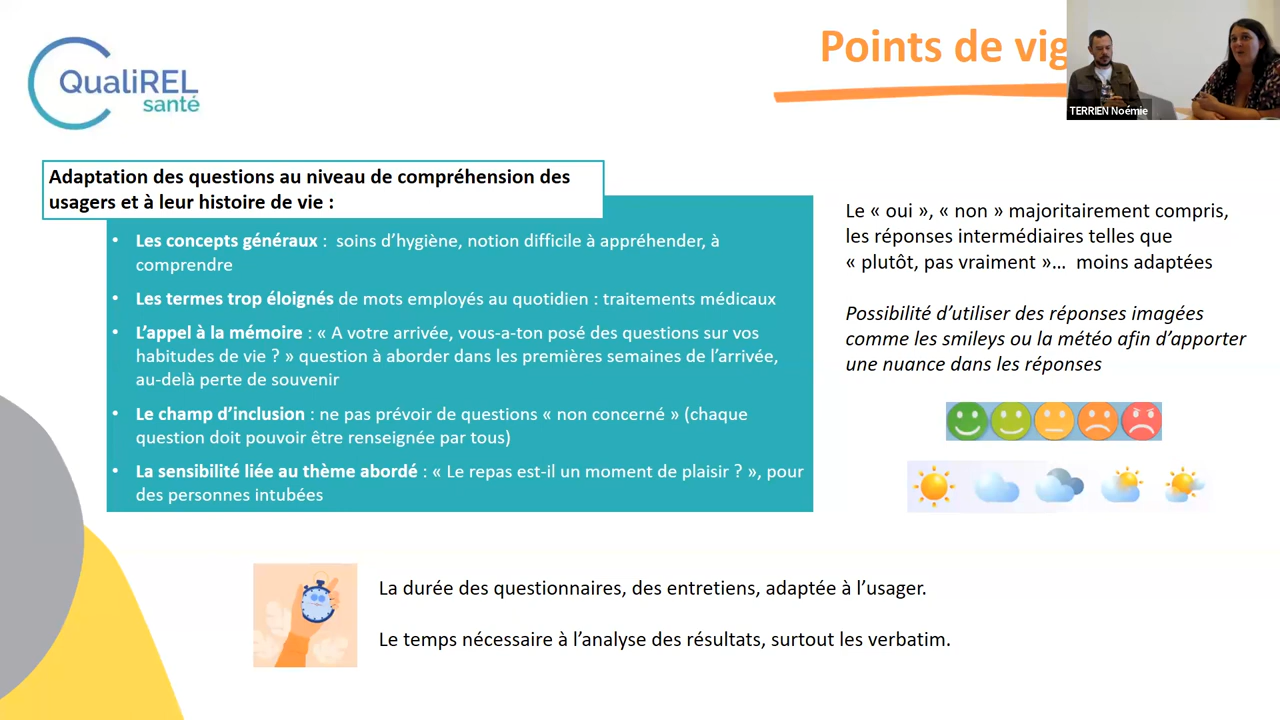 QualiREL
santé
Points de vig
TERRIEN Noémie
Adaptation des questions au niveau de compréhension des
usagers et à leur histoire de vie :
• Les concepts généraux : soins d’hygiène, notion difficile à appréhender, à
comprendre
• Les termes trop éloignés de mots employés au quotidien : traitements médicaux
• L’appel à la mémoire : « A votre arrivée, vous-a-ton posé des questions sur vos
habitudes de vie ? » question à aborder dans les premières semaines de l’arrivée,
au-delà perte de souvenir
• Le champ d’inclusion : ne pas prévoir de questions « non concerné » (chaque
question doit pouvoir être renseignée par tous)
• La sensibilité liée au thème abordé : « Le repas est-il un moment de plaisir ? », pour
des personnes intubées
Le « oui », « non » majoritairement compris,
les réponses intermédiaires telles que
« plutôt, pas vraiment »… moins adaptées
Possibilité d’utiliser des réponses imagées
comme les smileys ou la météo afin d’apporter
une nuance dans les réponses
La durée des questionnaires, des entretiens, adaptée à l’usager.
Le temps nécessaire à l’analyse des résultats, surtout les verbatim.